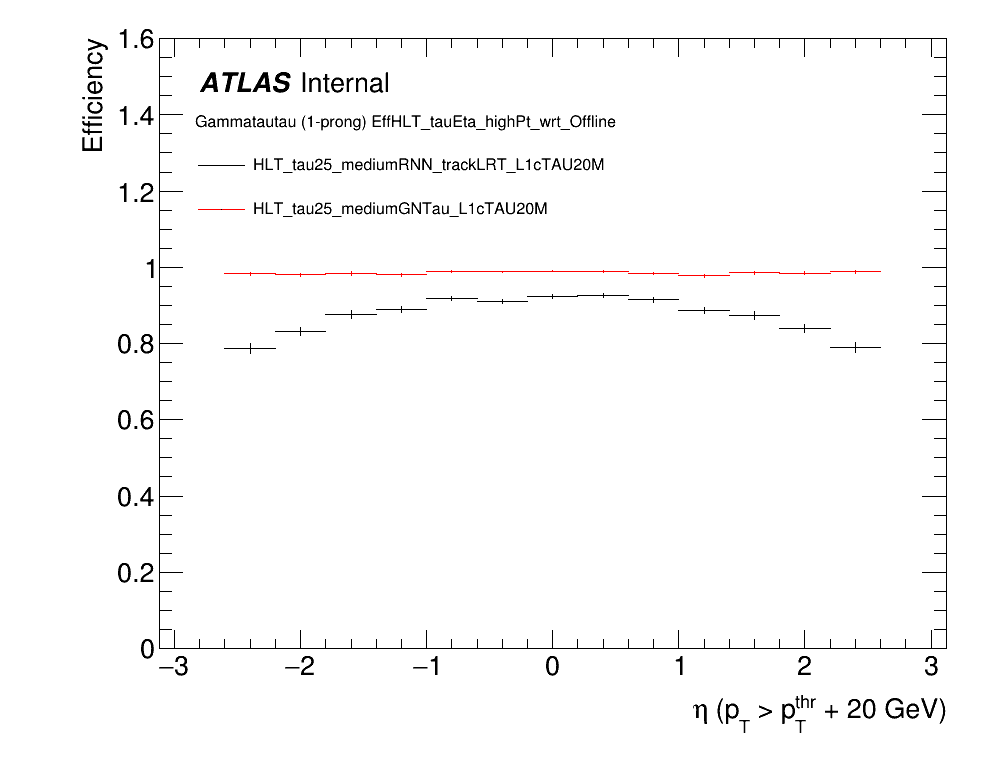 Efficiency
1.6
1.4
1.2
1
0.8
0.6
0.4
0.2
0
ATLAS Internal
Gammatautau (1-prong) EffHLT_tauEta_highPt_wrt_Offline
HLT_tau25_mediumRNN_trackLRT_L1cTAU20M
HLT_tau25_mediumGNTau_L1cTAU20M
−3 −2 −1 0 1 2 3
η (p_T > p_T^thr + 20 GeV)